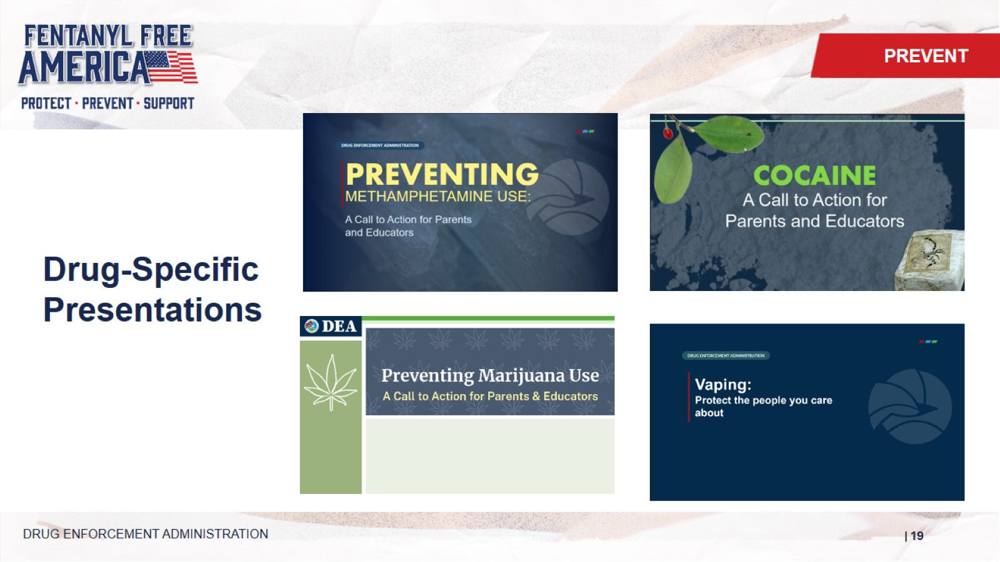 FENTANYL FREE
AMERICA
PROTECT · PREVENT · SUPPORT
PREVENT
Drug-Specific
Presentations
DRUG ENFORCEMENT ADMINISTRATION
PREVENTING
METHAMPHETAMINE USE:
A Call to Action for Parents
and Educators
COCAINE
A Call to Action for
Parents and Educators
DEA
Preventing Marijuana Use
A Call to Action for Parents & Educators
DRUG ENFORCEMENT ADMINISTRATION
Vaping:
Protect the people you care
about
DRUG ENFORCEMENT ADMINISTRATION
| 19